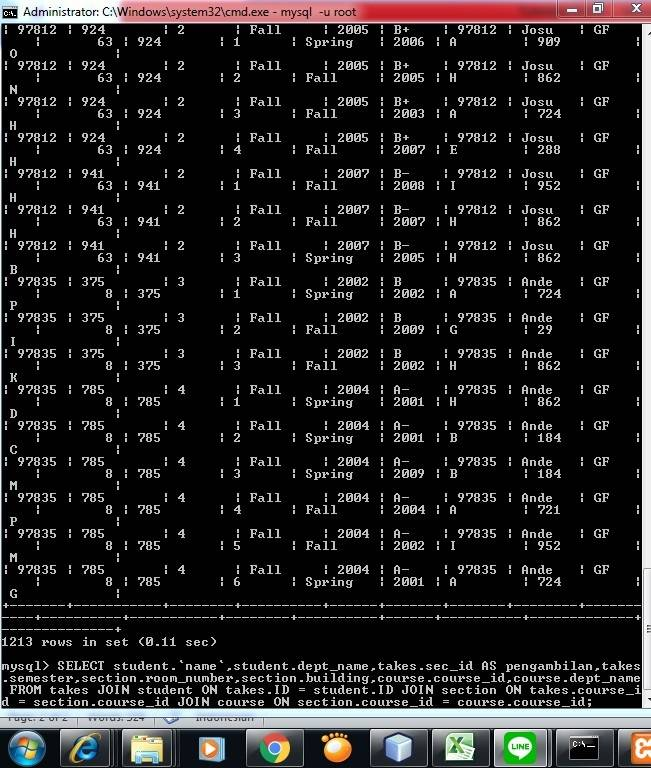 Administrator: C:\Windows\system32\cmd.exe - mysql -u root
| 97812 | 924 | 2 | Fall | 2005 | B+ | 97812 | Josu | GF
| 63 | 924 | 1 | Spring | 2006 | A | 909 |
O |
| 97812 | 924 | 2 | Fall | 2005 | B+ | 97812 | Josu | GF
| 63 | 924 | 2 | Fall | 2005 | H | 862 |
N |
| 97812 | 924 | 2 | Fall | 2005 | B+ | 97812 | Josu | GF
| 63 | 924 | 3 | Fall | 2003 | A | 724 |
H |
| 97812 | 924 | 2 | Fall | 2005 | B+ | 97812 | Josu | GF
| 63 | 924 | 4 | Fall | 2007 | E | 288 |
H |
| 97812 | 941 | 2 | Fall | 2007 | B- | 97812 | Josu | GF
| 63 | 941 | 1 | Fall | 2008 | I | 952 |
H |
| 97812 | 941 | 2 | Fall | 2007 | B- | 97812 | Josu | GF
| 63 | 941 | 2 | Fall | 2007 | H | 862 |
H |
| 97812 | 941 | 2 | Fall | 2007 | B- | 97812 | Josu | GF
| 63 | 941 | 3 | Spring | 2005 | H | 862 |
B |
| 97835 | 375 | 3 | Fall | 2002 | B | 97835 | Ande | GF
| 8 | 375 | 1 | Spring | 2002 | A | 724 |
P |
| 97835 | 375 | 3 | Fall | 2002 | B | 97835 | Ande | GF
| 8 | 375 | 2 | Fall | 2009 | G | 29 |
I |
| 97835 | 375 | 3 | Fall | 2002 | B | 97835 | Ande | GF
| 8 | 375 | 3 | Fall | 2002 | H | 862 |
K |
| 97835 | 785 | 4 | Fall | 2004 | A- | 97835 | Ande | GF
| 8 | 785 | 1 | Spring | 2001 | H | 862 |
D |
| 97835 | 785 | 4 | Fall | 2004 | A- | 97835 | Ande | GF
| 8 | 785 | 2 | Spring | 2001 | B | 184 |
C |
| 97835 | 785 | 4 | Fall | 2004 | A- | 97835 | Ande | GF
| 8 | 785 | 3 | Spring | 2009 | B | 184 |
M |
| 97835 | 785 | 4 | Fall | 2004 | A- | 97835 | Ande | GF
| 8 | 785 | 4 | Fall | 2004 | A | 721 |
P |
| 97835 | 785 | 4 | Fall | 2004 | A- | 97835 | Ande | GF
| 8 | 785 | 5 | Fall | 2002 | I | 952 |
M |
| 97835 | 785 | 4 | Fall | 2004 | A- | 97835 | Ande | GF
| 8 | 785 | 6 | Spring | 2001 | A | 724 |
G |
1213 rows in set (0.11 sec)
mysql> SELECT student.`name`,student.dept_name,takes.sec_id AS pengambilan,takes
.semester,section.room_number,section.building,course.course_id,course.dept_name
FROM takes JOIN student ON takes.ID = student.ID JOIN section ON takes.course_i
d = section.course_id JOIN course ON section.course_id = course.course_id;
Page: 2 of 2 Words: 324 Indonesian
LINE
C:\_